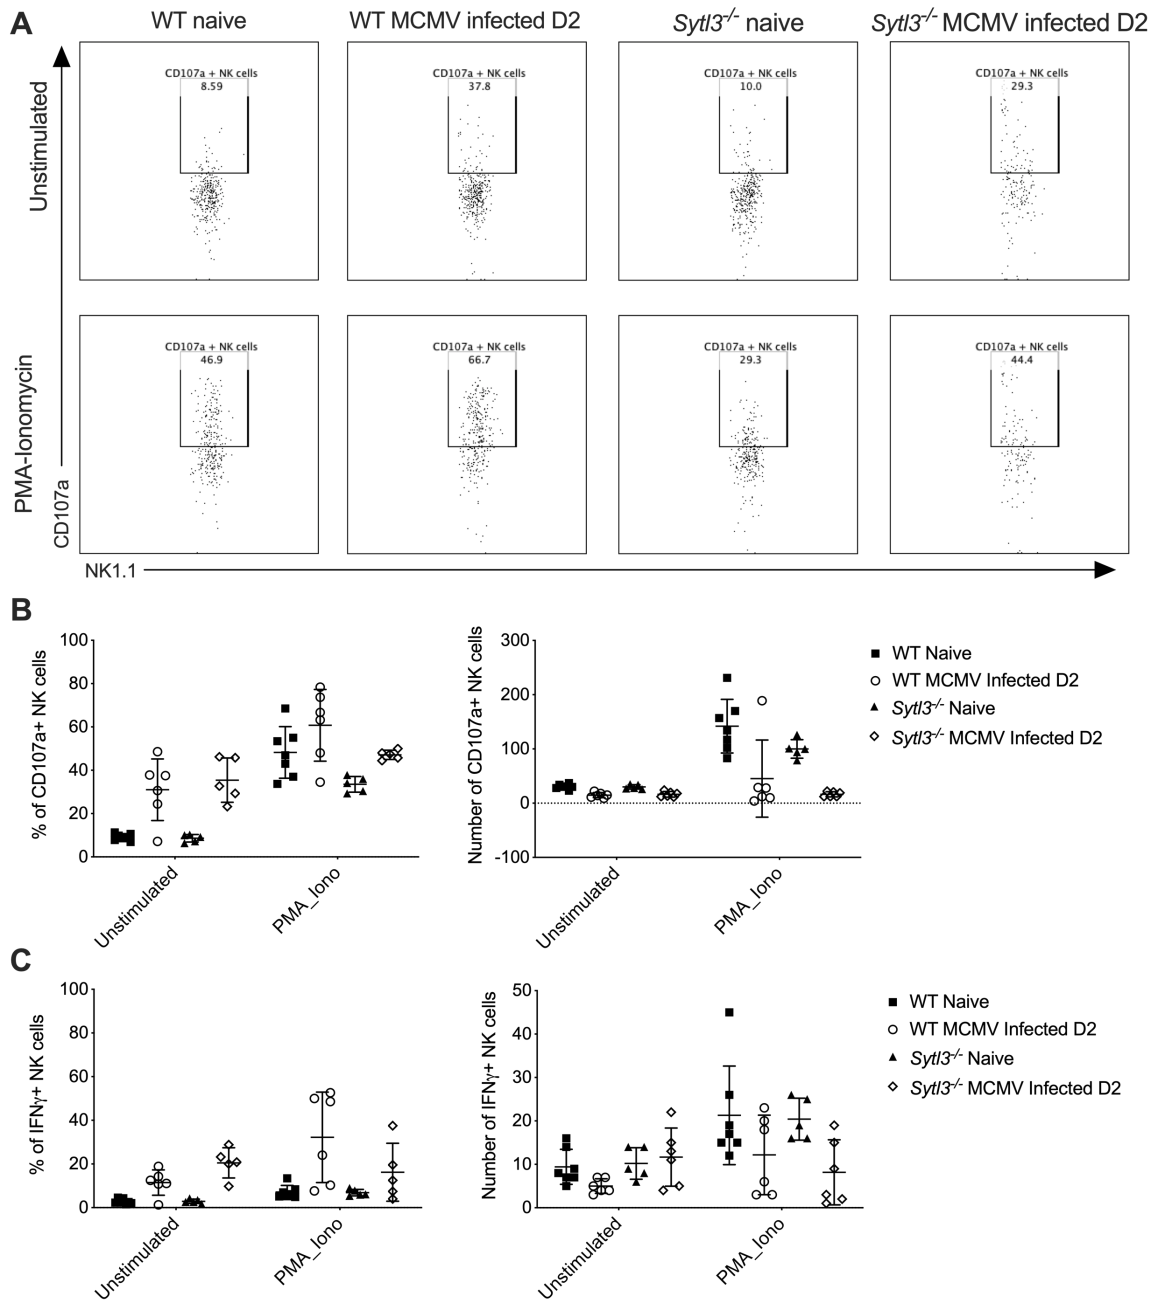 A
WT naive
WT MCMV infected D2
Sytl3-/- naive
Sytl3-/- MCMV infected D2
Unstimulated
CD107a + NK cells
8.59
CD107a + NK cells
37.8
CD107a + NK cells
10.0
CD107a + NK cells
29.3
PMA-Ionomycin
CD107a
CD107a + NK cells
46.9
CD107a + NK cells
66.7
CD107a + NK cells
29.3
CD107a + NK cells
44.4
NK1.1
B
% of CD107a+ NK cells
100
80
60
40
20
0
Unstimulated
PMA_Iono
Number of CD107a+ NK cells
300
200
100
0
-100
Unstimulated
PMA_Iono
WT Naive
WT MCMV Infected D2
Sytl3-/- Naive
Sytl3-/- MCMV Infected D2
C
% of IFNγ+ NK cells
100
80
60
40
20
0
Unstimulated
PMA_Iono
Number of IFNγ+ NK cells
50
40
30
20
10
0
Unstimulated
PMA_Iono
WT Naive
WT MCMV Infected D2
Sytl3-/- Naive
Sytl3-/- MCMV Infected D2